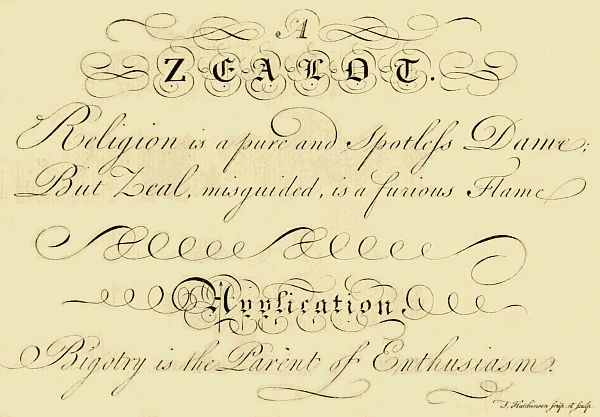 A
ZEALOT.
Religion is a pure and spotless Dame;
But Zeal, misguided, is a furious Flame
Application.
Bigotry is the Parent of Enthusiasm.
J. Hutchinson scrip. et sculp.